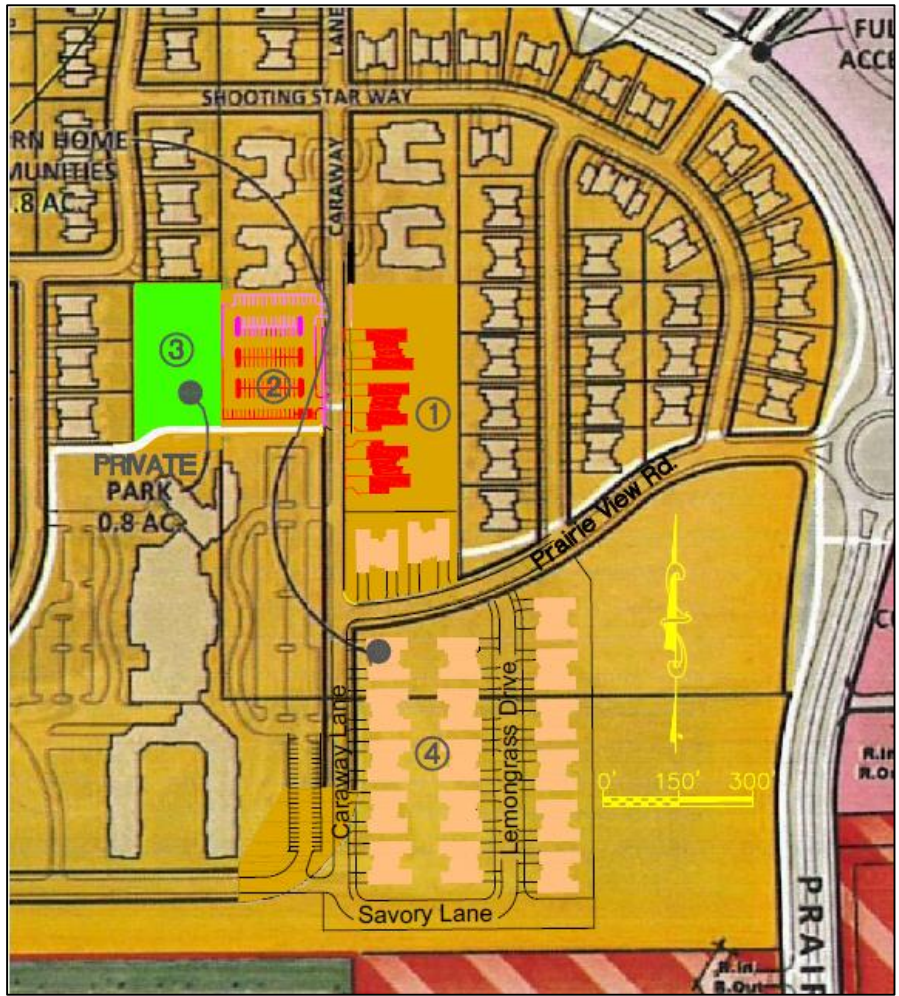 LANE
FUL
ACCE
SHOOTING STAR WAY
RN HOME
MUNITIES
.8 AC.
CARAWAY
③
②
①
PRIVATE
PARK
0.8 AC.
Prairie View Rd.
Caraway Lane
Lemongrass Drive
④
0' 150' 300'
R.In
R.Ou
Savory Lane
PRAIR
R.In
R.Out